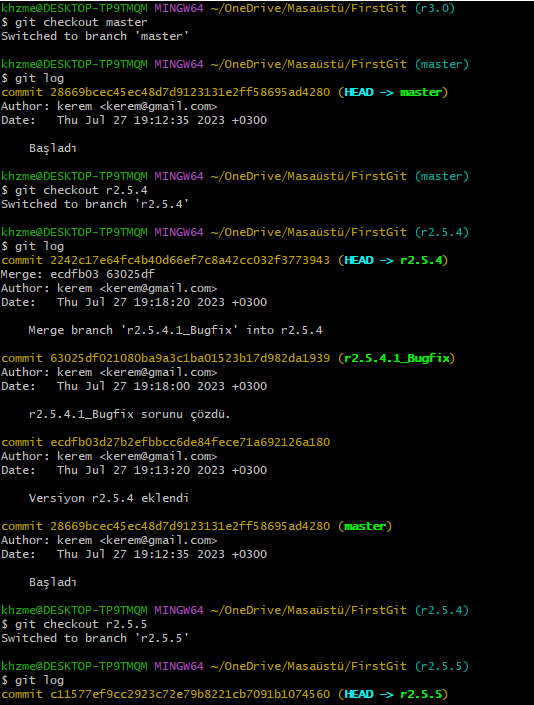 khzme@DESKTOP-TP9TMQM MINGW64 ~/OneDrive/Masaüstü/FirstGit (r3.0)
$ git checkout master
Switched to branch 'master'
khzme@DESKTOP-TP9TMQM MINGW64 ~/OneDrive/Masaüstü/FirstGit (master)
$ git log
commit 28669bcec45ec48d7d9123131e2ff58695ad4280 (HEAD -> master)
Author: kerem <kerem@gmail.com>
Date:   Thu Jul 27 19:12:35 2023 +0300
Başladı
khzme@DESKTOP-TP9TMQM MINGW64 ~/OneDrive/Masaüstü/FirstGit (master)
$ git checkout r2.5.4
Switched to branch 'r2.5.4'
khzme@DESKTOP-TP9TMQM MINGW64 ~/OneDrive/Masaüstü/FirstGit (r2.5.4)
$ git log
commit 2242c17e64fc4b40d66ef7c8a42cc032f3773943 (HEAD -> r2.5.4)
Merge: ecdfb03 63025df
Author: kerem <kerem@gmail.com>
Date:   Thu Jul 27 19:18:20 2023 +0300
Merge branch 'r2.5.4.1_Bugfix' into r2.5.4
commit 63025df021080ba9a3c1ba01523b17d982da1939 (r2.5.4.1_Bugfix)
Author: kerem <kerem@gmail.com>
Date:   Thu Jul 27 19:18:00 2023 +0300
r2.5.4.1_Bugfix sorunu çözdü.
commit ecdfb03d27b2efbbcc6de84fece71a692126a180
Author: kerem <kerem@gmail.com>
Date:   Thu Jul 27 19:13:20 2023 +0300
Versiyon r2.5.4 eklendi
commit 28669bcec45ec48d7d9123131e2ff58695ad4280 (master)
Author: kerem <kerem@gmail.com>
Date:   Thu Jul 27 19:12:35 2023 +0300
Başladı
khzme@DESKTOP-TP9TMQM MINGW64 ~/OneDrive/Masaüstü/FirstGit (r2.5.4)
$ git checkout r2.5.5
Switched to branch 'r2.5.5'
khzme@DESKTOP-TP9TMQM MINGW64 ~/OneDrive/Masaüstü/FirstGit (r2.5.5)
$ git log
commit c11577ef9cc2923c72e79b8221cb7091b1074560 (HEAD -> r2.5.5)